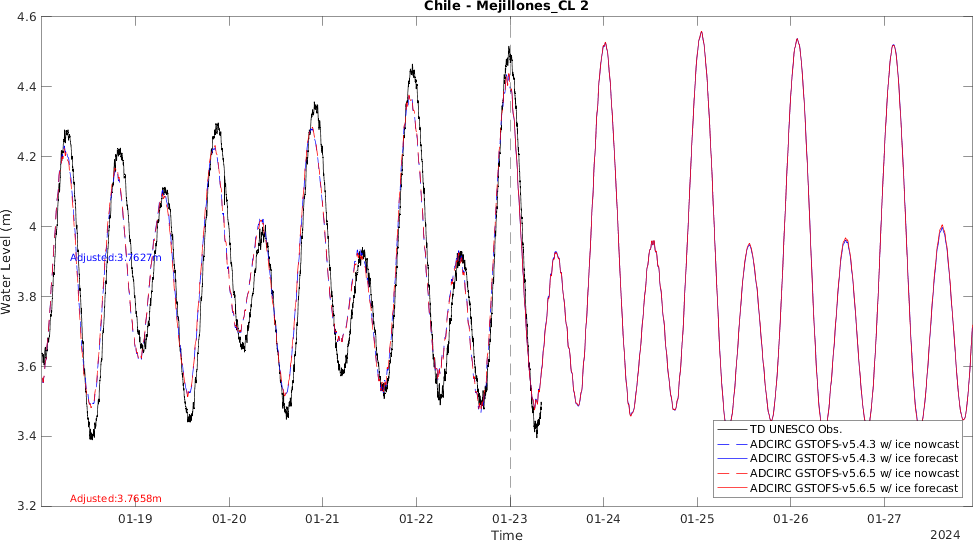 Chile - Mejillones_CL 2
Water Level (m)
4.6
4.4
4.2
4
3.8
3.6
3.4
3.2
Adjusted:3.7627m
Adjusted:3.7658m
TD UNESCO Obs.
ADCIRC GSTOFS-v5.4.3 w/ ice nowcast
ADCIRC GSTOFS-v5.4.3 w/ ice forecast
ADCIRC GSTOFS-v5.6.5 w/ ice nowcast
ADCIRC GSTOFS-v5.6.5 w/ ice forecast
01-19 01-20 01-21 01-22 01-23 01-24 01-25 01-26 01-27
Time
2024